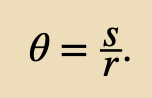 θ = s/r.